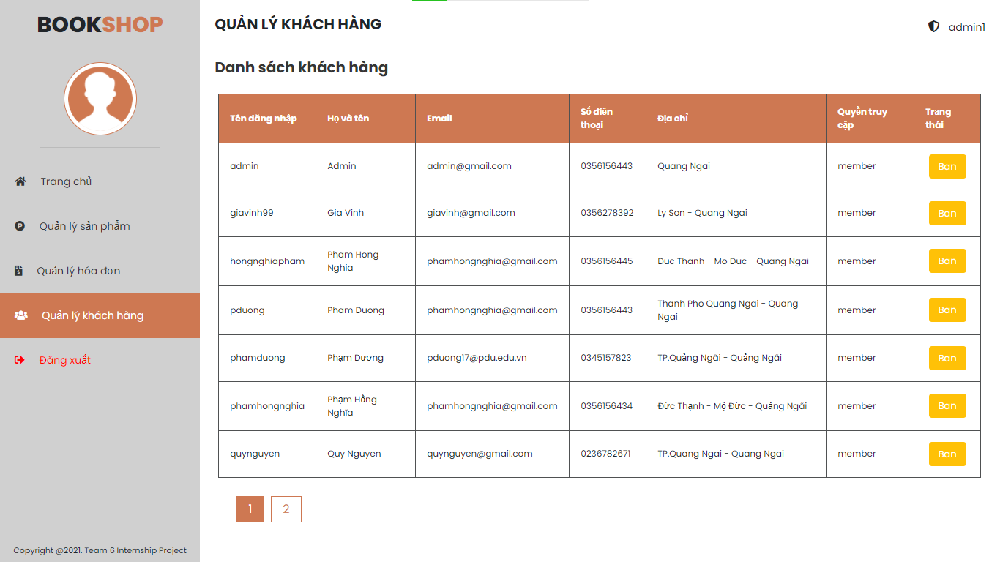 BOOKSHOP
QUẢN LÝ KHÁCH HÀNG
admin1
Trang chủ
Quản lý sản phẩm
Quản lý hóa đơn
Quản lý khách hàng
Đăng xuất
Copyright @2021. Team 6 Internship Project
Danh sách khách hàng
Tên đăng nhập Họ và tên Email Số điện thoại Địa chỉ Quyền truy cập Trạng thái
admin Admin admin@gmail.com 0356156443 Quang Ngai member Ban
giavinh99 Gia Vinh giavinh@gmail.com 0356278392 Ly Son - Quang Ngai member Ban
hongnghiapham Pham Hong Nghia phamhongnghia@gmail.com 0356156445 Duc Thanh - Mo Duc - Quang Ngai member Ban
pduong Pham Duong phamhongnghia@gmail.com 0356156443 Thanh Pho Quang Ngai - Quang Ngai member Ban
phamduong Phạm Dương pduong17@pdu.edu.vn 0345157823 TP.Quảng Ngãi - Quảng Ngãi member Ban
phamhongnghia Phạm Hồng Nghĩa phamhongnghia@gmail.com 0356156434 Đức Thạnh - Mộ Đức - Quảng Ngãi member Ban
quynguyen Quy Nguyen quynguyen@gmail.com 0236782671 TP.Quang Ngai - Quang Ngai member Ban
1 2